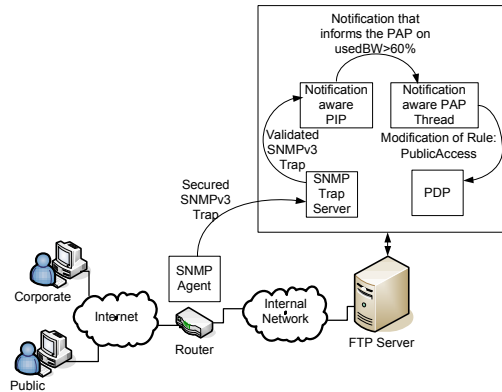 Notification that
informs the PAP on
usedBW>60%
Notification
aware
PIP
Notification
aware PAP
Thread
Validated
SNMPv3
Trap
Modification of Rule:
PublicAccess
SNMP
Trap
Server
PDP
Secured
SNMPv3
Trap
SNMP
Agent
Corporate
Internet
Internal
Network
Router
FTP Server
Public